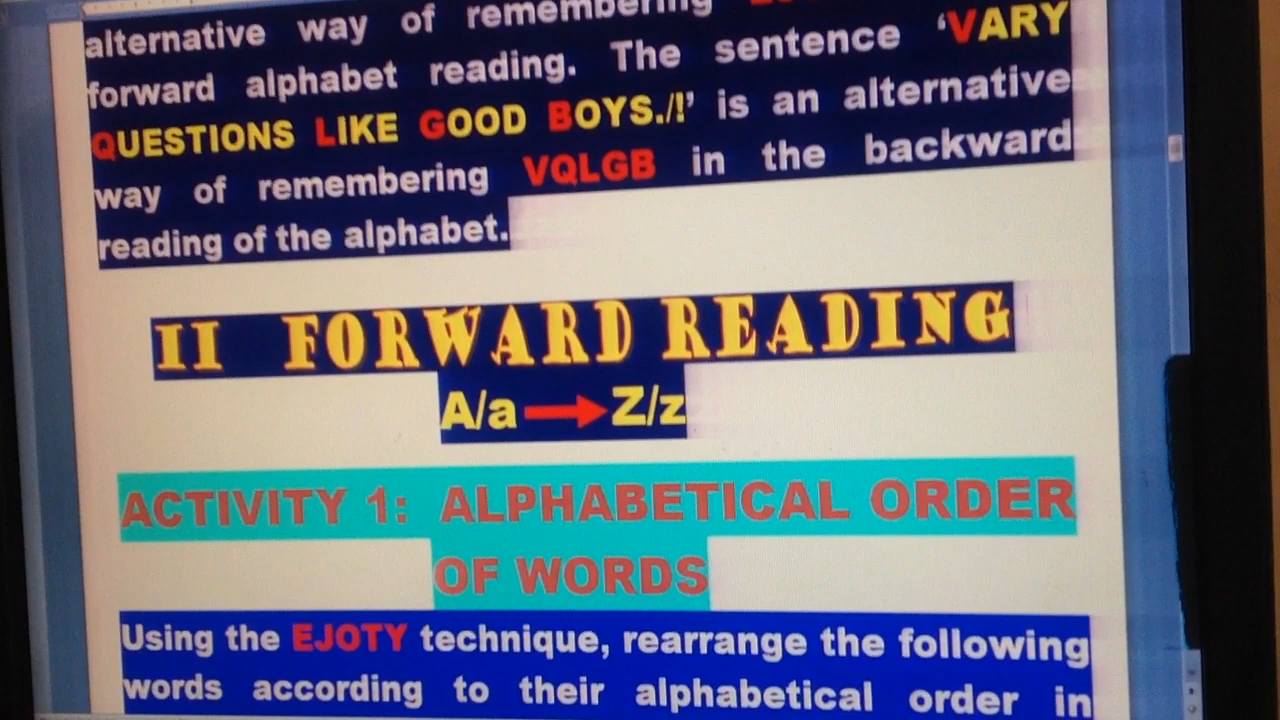 alternative way of remembering
forward alphabet reading. The sentence ‘VARY
QUESTIONS LIKE GOOD BOYS./!’ is an alternative
way of remembering VQLGB in the backward
reading of the alphabet.
II FORWARD READING
A/a→Z/z
ACTIVITY 1: ALPHABETICAL ORDER
OF WORDS
Using the EJOTY technique, rearrange the following
words according to their alphabetical order in